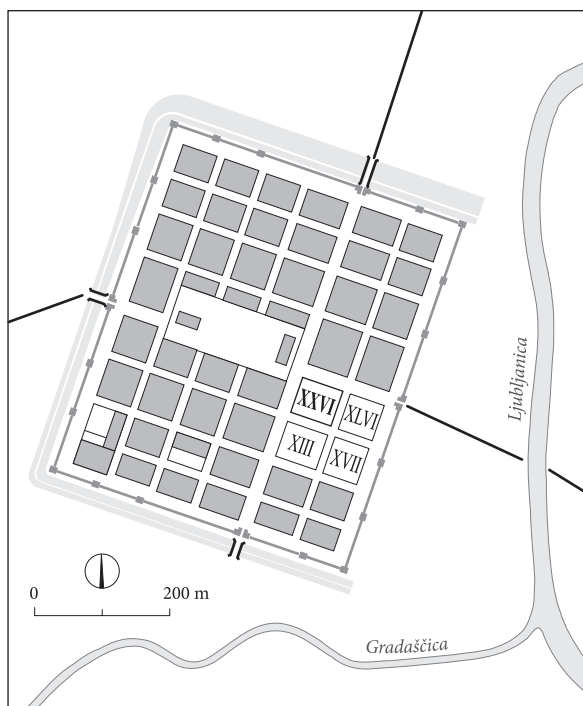 Ljubljanica
XXVI
XLVI
XIII
XVII
0 200 m
Gradaščica